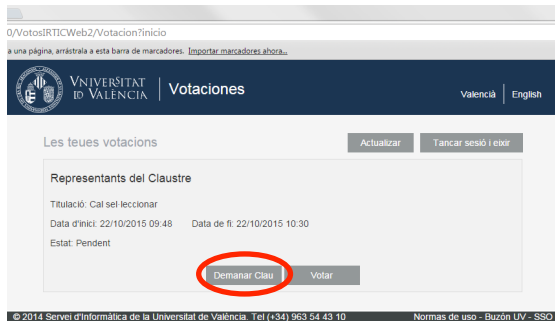 0/VotosIRTICWeb2/Votacion?inicio
a una página, arrástrala a esta barra de marcadores. Importar marcadores ahora...
VNIVERSITAT ID VALÈNCIA
Votaciones
Valencià
English
Les teues votacions
Actualizar
Tancar sesió i eixir
Representants del Claustre
Titulació: Cal sel·leccionar
Data d'inici: 22/10/2015 09:48 Data de fi: 22/10/2015 10:30
Estat: Pendent
Demanar Clau
Votar
© 2014 Servei d'Informàtica de la Universitat de València. Tel (+34) 963 54 43 10 Normas de uso - Buzón UV - SSO